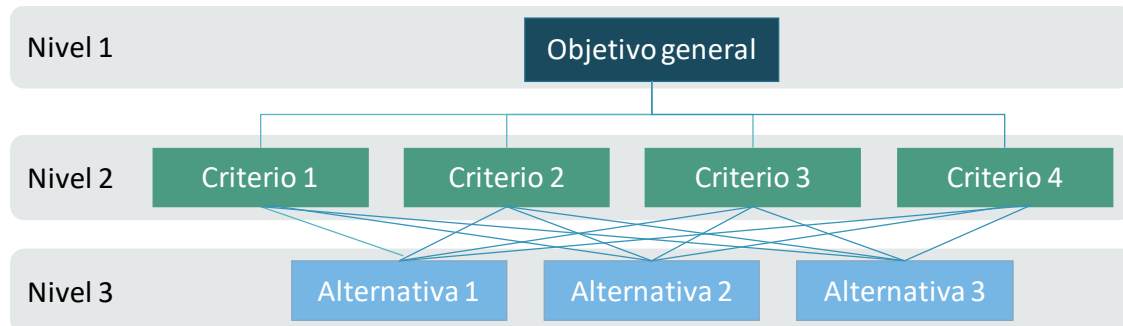 Nivel 1
Objetivo general
Nivel 2
Criterio 1
Criterio 2
Criterio 3
Criterio 4
Nivel 3
Alternativa 1
Alternativa 2
Alternativa 3